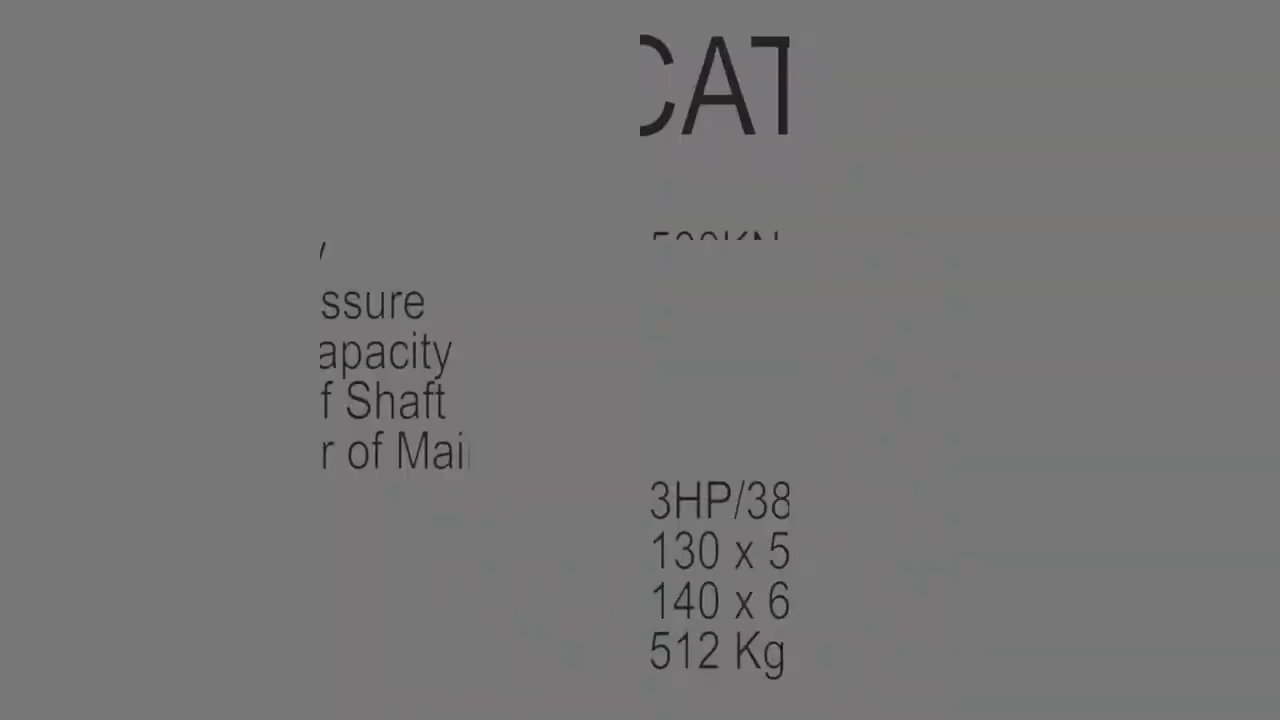 CAT
ssure
apacity
f Shaft
r of Mai
3HP/38
130 x 5
140 x 6
512 Kg